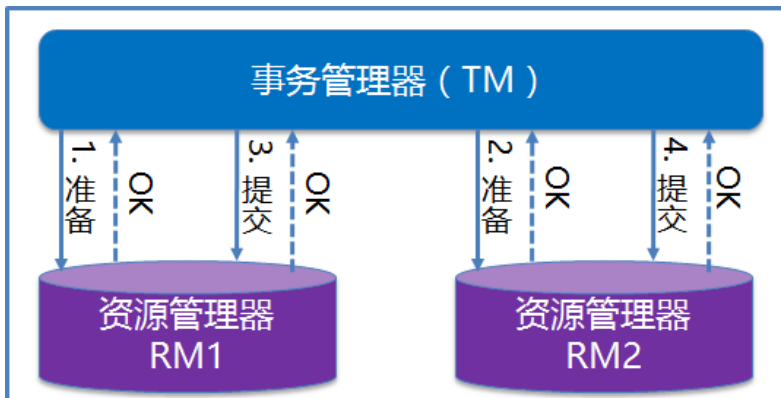 事务管理器（TM）
1. 准备
OK
3. 提交
OK
2. 准备
OK
4. 提交
OK
资源管理器
RM1
资源管理器
RM2